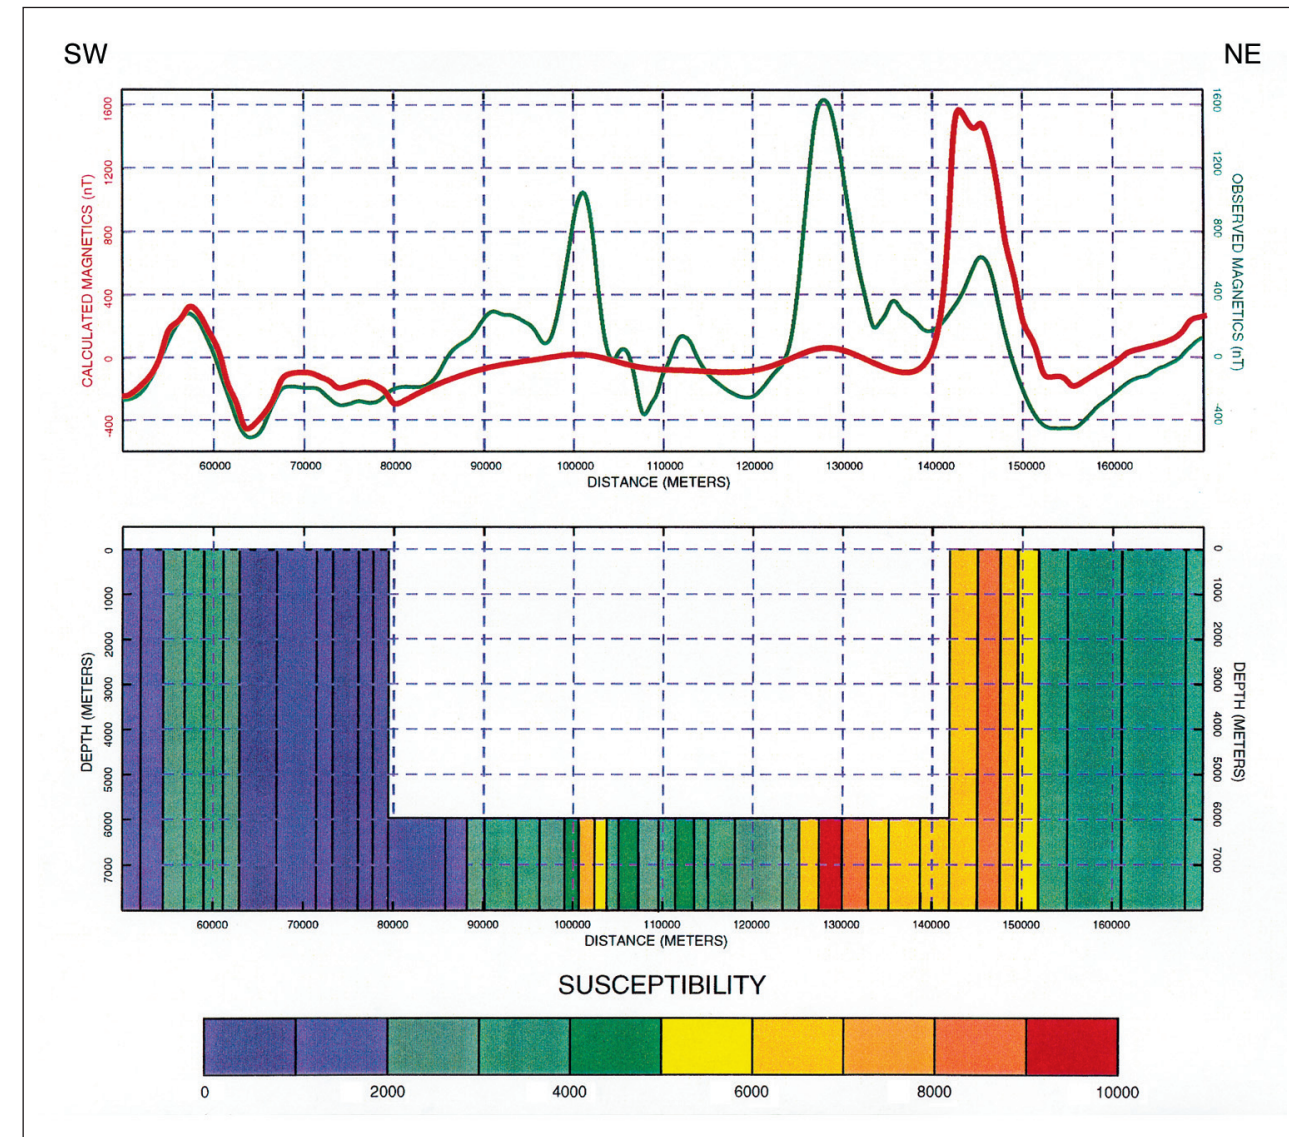 SW NE
1600 1600
1200 1200
800 800
400 400
0 0
-400 -400
CALCULATED MAGNETICS (nT)
OBSERVED MAGNETICS (nT)
60000 70000 80000 90000 100000 110000 120000 130000 140000 150000 160000
DISTANCE (METERS)
0 0
1000 1000
2000 2000
3000 3000
4000 4000
5000 5000
6000 6000
7000 7000
DEPTH (METERS)
DEPTH (METERS)
60000 70000 80000 90000 100000 110000 120000 130000 140000 150000 160000
DISTANCE (METERS)
SUSCEPTIBILITY
0 2000 4000 6000 8000 10000